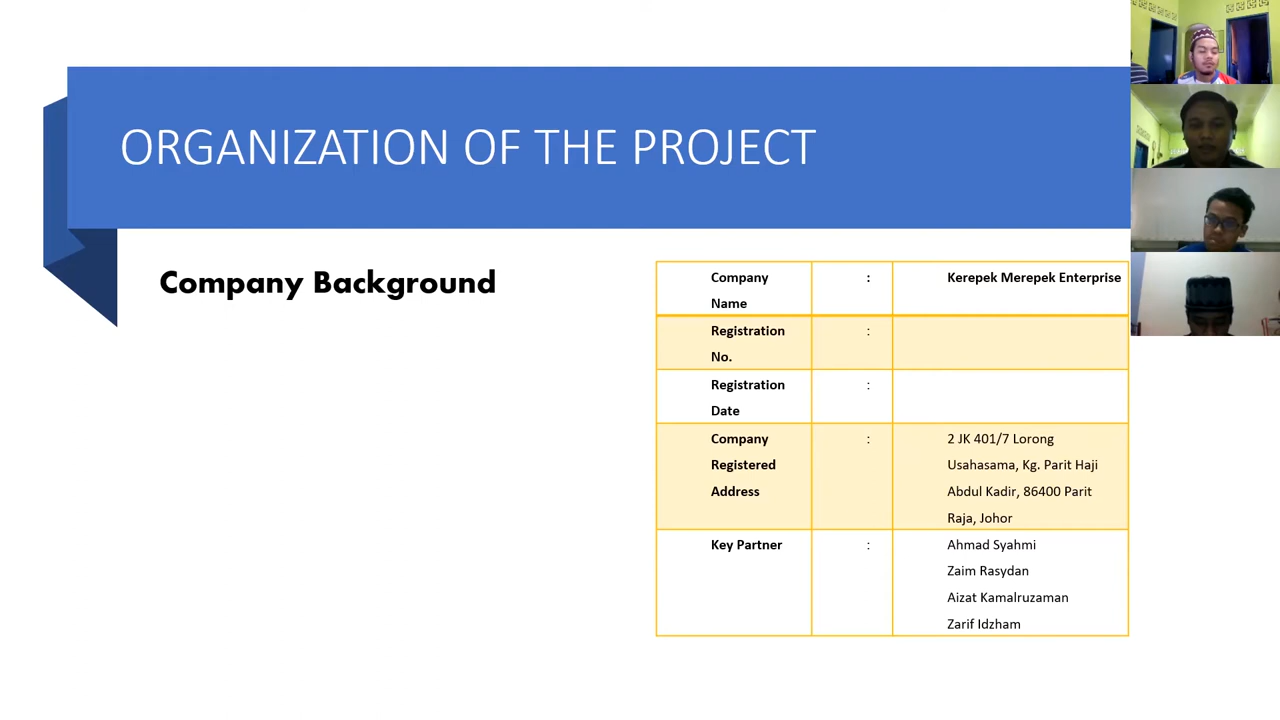 ORGANIZATION OF THE PROJECT
Company Background
Company : Kerepek Merepek Enterprise
Name
Registration :
No.
Registration :
Date
Company : 2 JK 401/7 Lorong
Registered Usahasama, Kg. Parit Haji
Address Abdul Kadir, 86400 Parit
Raja, Johor
Key Partner : Ahmad Syahmi
Zaim Rasydan
Aizat Kamalruzaman
Zarif Idzham